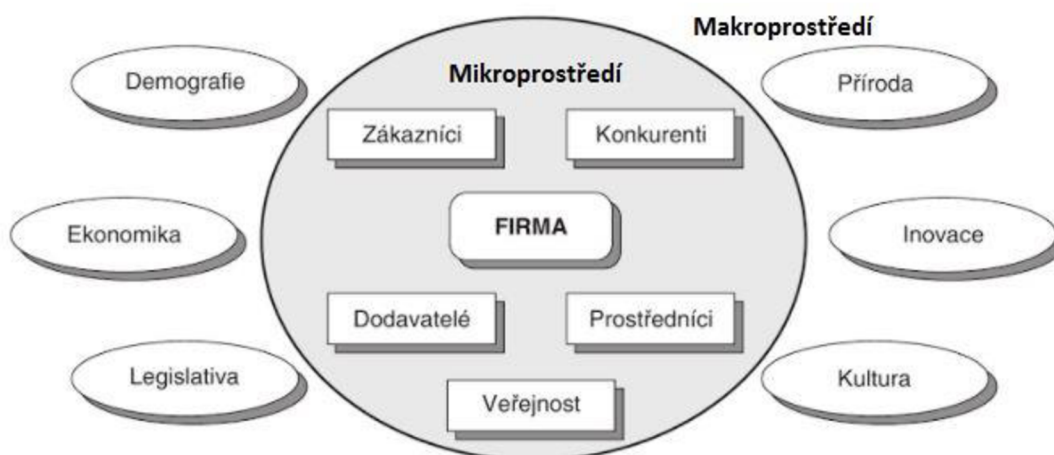 Makroprostředí
Mikroprostředí
Demografie
Příroda
Zákazníci
Konkurenti
Ekonomika
FIRMA
Inovace
Dodavatelé
Prostředníci
Legislativa
Kultura
Veřejnost